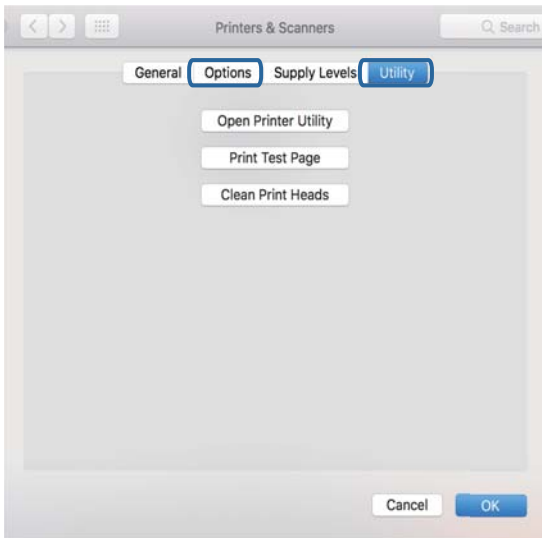 Printers & Scanners Search
General Options Supply Levels Utility
Open Printer Utility
Print Test Page
Clean Print Heads
Cancel OK